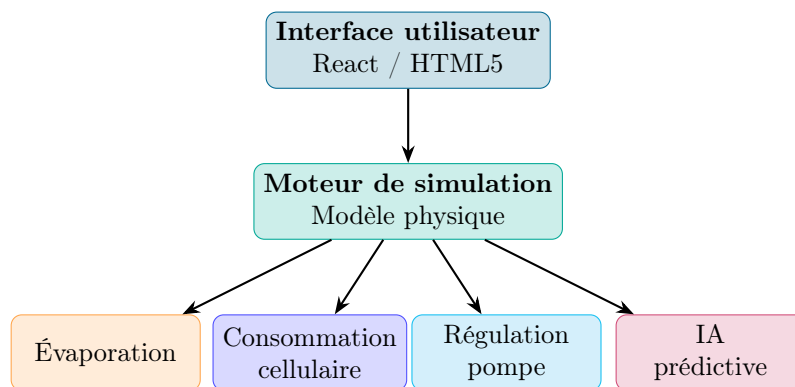 Interface utilisateur
React / HTML5
Moteur de simulation
Modèle physique
Évaporation
Consommation
cellulaire
Régulation
pompe
IA
prédictive